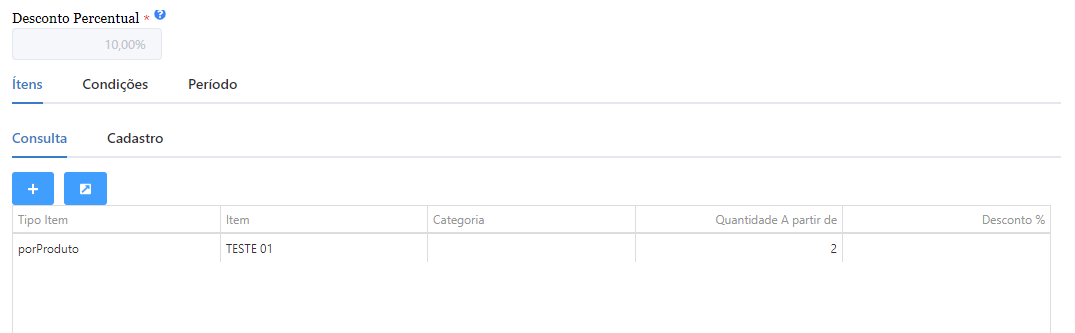 Desconto Percentual * ?
10,00%
Ítens Condições Período
Consulta Cadastro
+
Tipo Item Item Categoria Quantidade A partir de Desconto %
porProduto TESTE 01 2